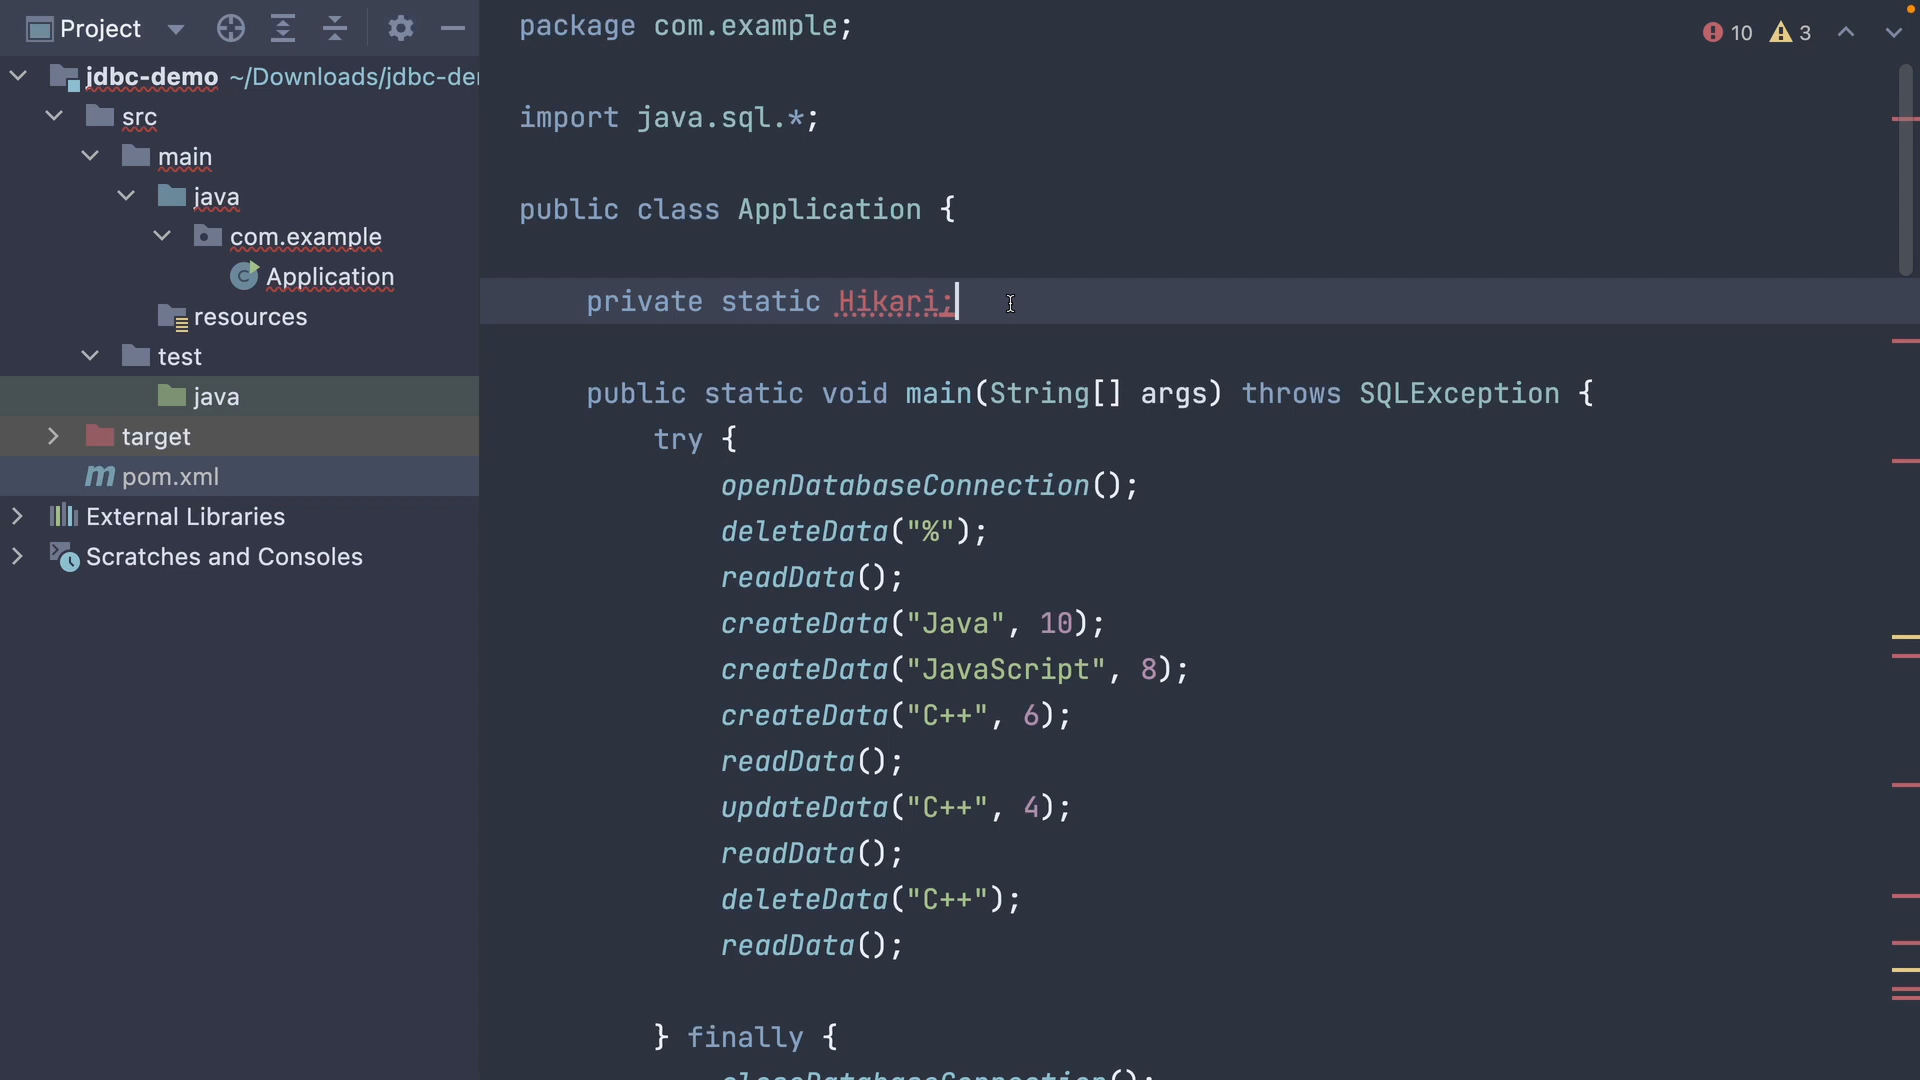 Project
jdbc-demo ~/Downloads/jdbc-der
src
main
java
com.example
Application
resources
test
java
target
pom.xml
External Libraries
Scratches and Consoles
10 3
package com.example;
import java.sql.*;
public class Application {
private static Hikari;
public static void main(String[] args) throws SQLException {
try {
openDatabaseConnection();
deleteData("%");
readData();
createData("Java", 10);
createData("JavaScript", 8);
createData("C++", 6);
readData();
updateData("C++", 4);
readData();
deleteData("C++");
readData();
} finally {
closeDatabaseConnection();